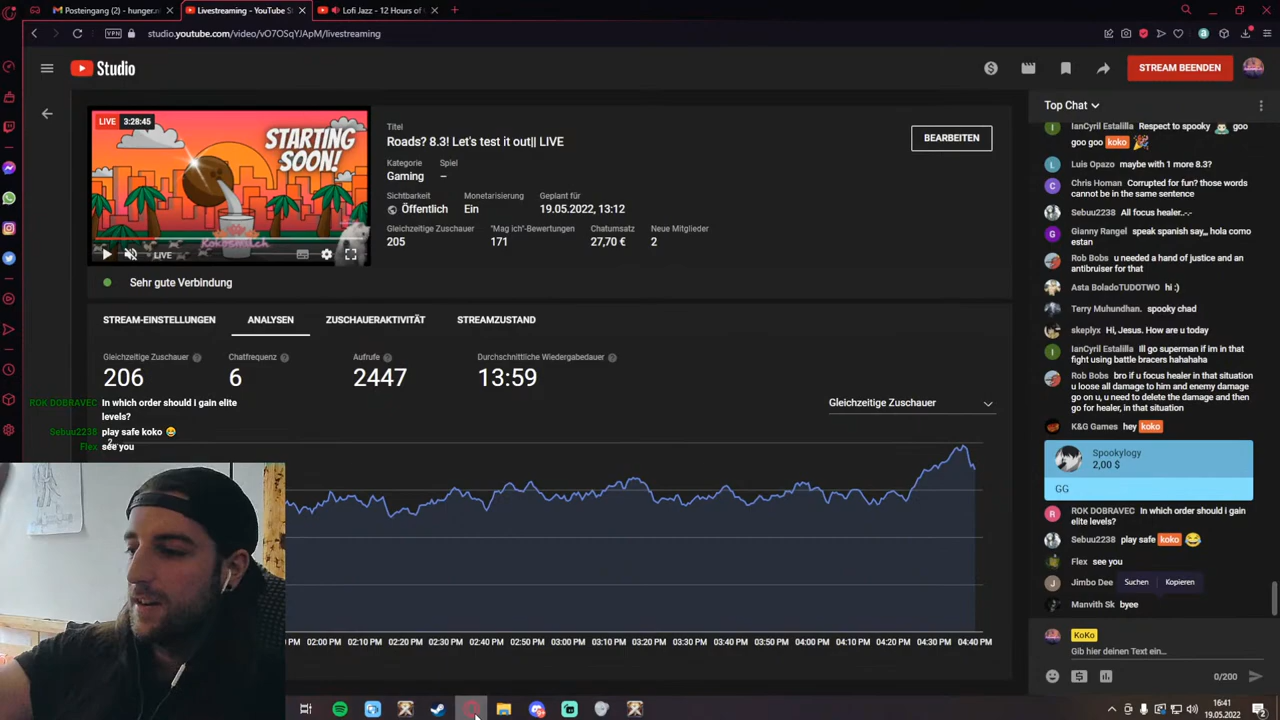 Posteingang (2) - hunger.n
Livestreaming - YouTube S
Lofi Jazz - 12 Hours of
VPN
studio.youtube.com/video/vO7OSqYJApM/livestreaming
Studio
STREAM BEENDEN
LIVE
3:28:45
STARTING
SOON!
Kokosmilch
LIVE
Titel
Roads? 8.3! Let's test it out|| LIVE
Kategorie
Spiel
Gaming
–
Sichtbarkeit
Monetarisierung
Geplant für
Öffentlich
Ein
19.05.2022, 13:12
Gleichzeitige Zuschauer
"Mag ich"-Bewertungen
Chatumsatz
Neue Mitglieder
205
171
27,70 €
2
BEARBEITEN
Sehr gute Verbindung
STREAM-EINSTELLUNGEN
ANALYSEN
ZUSCHAUERAKTIVITÄT
STREAMZUSTAND
Gleichzeitige Zuschauer
Chatfrequenz
Aufrufe
Durchschnittliche Wiedergabedauer
206
6
2447
13:59
Gleichzeitige Zuschauer
ROK DOBRAVEC In which order should i gain elite
levels?
Sebuu2238 play safe koko 😂
Flex see you
PM 02:00 PM 02:10 PM 02:20 PM 02:30 PM 02:40 PM 02:50 PM 03:00 PM 03:10 PM 03:20 PM 03:30 PM 03:40 PM 03:50 PM 04:00 PM 04:10 PM 04:20 PM 04:30 PM 04:40 PM
Top Chat
IanCyril Estalilla Respect to spooky goo
goo goo koko 🎉
Luis Opazo maybe with 1 more 8.3?
Chris Homan Corrupted for fun? those words
cannot be in the same sentence
Sebuu2238 All focus healer..-.-
Gianny Rangel speak spanish say,,, hola como
estan
Rob Bobs u needed a hand of justice and an
antibruiser for that
Asta BoladoTUDOTWO hi :)
Terry Muhundhan. spooky chad
skeplyx Hi, Jesus. How are u today
IanCyril Estalilla Ill go superman if im in that
fight using battle bracers hahahaha
Rob Bobs bro if u focus healer in that situation
u loose all damage to him and enemy damage
go on u, u need to delete the damage and then
go for healer, in that situation
K&G Games hey koko
Spookylogy
2,00 $
GG
ROK DOBRAVEC In which order should i gain
elite levels?
Sebuu2238 play safe koko 😂
Flex see you
Jimbo Dee
Suchen
Kopieren
Manvith Sk byee
KoKo
Gib hier deinen Text ein...
0/200
16:41
19.05.2022